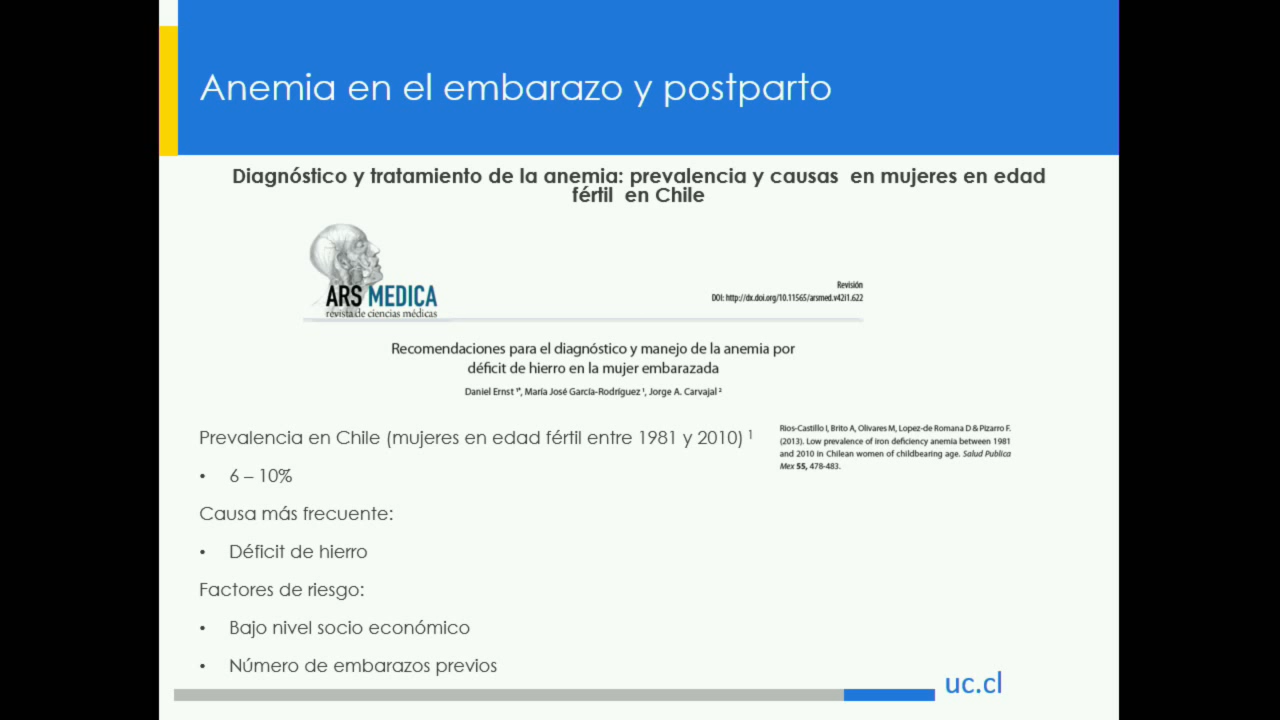 Anemia en el embarazo y postparto
Diagnóstico y tratamiento de la anemia: prevalencia y causas en mujeres en edad
fértil en Chile
ARS MEDICA
revista de ciencias médicas
Revisión
DOI: http://dx.doi.org/10.11565/arsmed.v42i1.622
Recomendaciones para el diagnóstico y manejo de la anemia por
déficit de hierro en la mujer embarazada
Daniel Ernst ¹*, María José García-Rodríguez ¹, Jorge A. Carvajal ²
Prevalencia en Chile (mujeres en edad fértil entre 1981 y 2010) ¹
Rios-Castillo I, Brito A, Olivares M, Lopez-de Romana D & Pizarro F.
(2013). Low prevalence of iron deficiency anemia between 1981
and 2010 in Chilean women of childbearing age. Salud Publica
Mex 55, 478-483.
• 6 – 10%
Causa más frecuente:
• Déficit de hierro
Factores de riesgo:
• Bajo nivel socio económico
• Número de embarazos previos
uc.cl